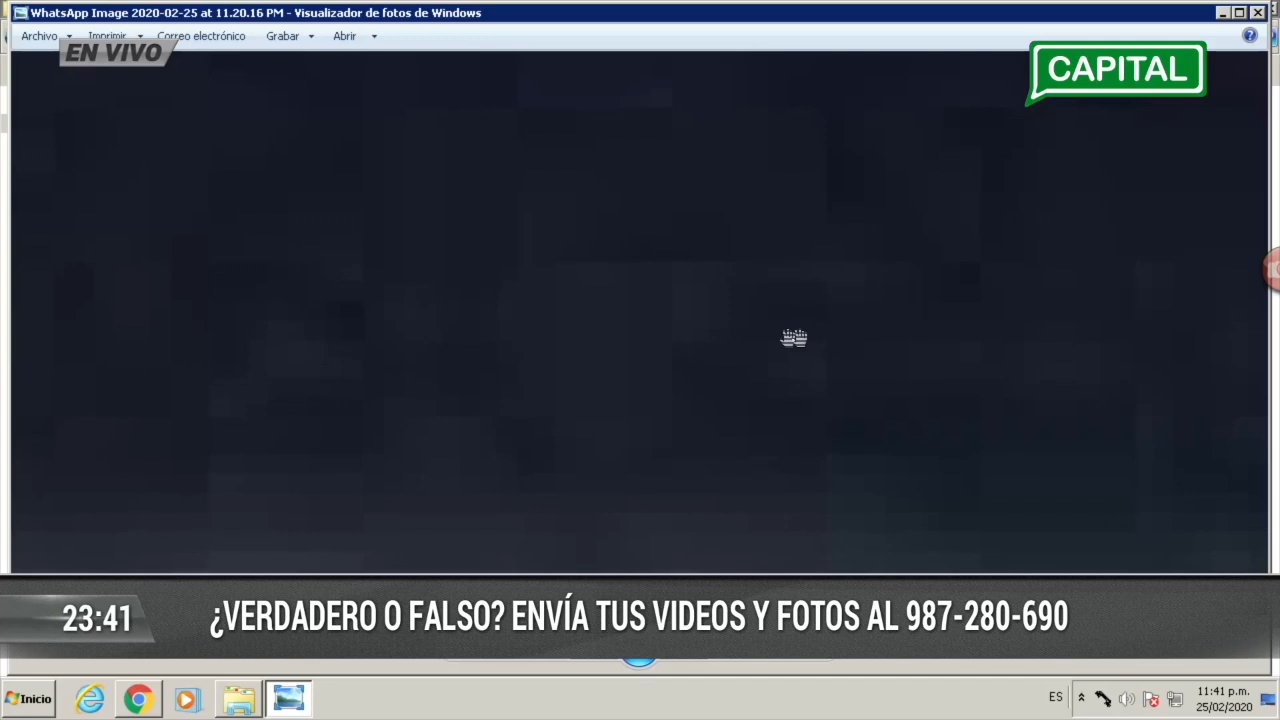 WhatsApp Image 2020-02-25 at 11.20.16 PM - Visualizador de fotos de Windows
Archivo Imprimir Correo electrónico Grabar Abrir
EN VIVO
CAPITAL
23:41 ¿VERDADERO O FALSO? ENVÍA TUS VIDEOS Y FOTOS AL 987-280-690
Inicio
ES
11:41 p.m.
25/02/2020